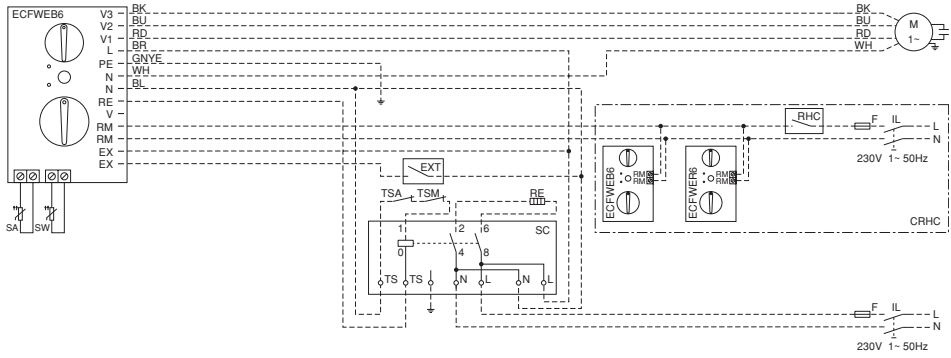 ECFWEB6
V3 BK
V2 BU
V1 RD
L BR
PE GNYE
N WH
N BL
RE
V
RM
RM
EX
EX
SA SW
BK
BU
RD
WH
M
1~
RHC
F IL
L
N
230V 1~ 50Hz
ECFWEB6
RM
RM
ECFWER6
RM
RM
CRHC
EXT
TSA TSM
RE
1 2 6
SC
0 4 8
TS TS N L N L
F IL
L
N
230V 1~ 50Hz